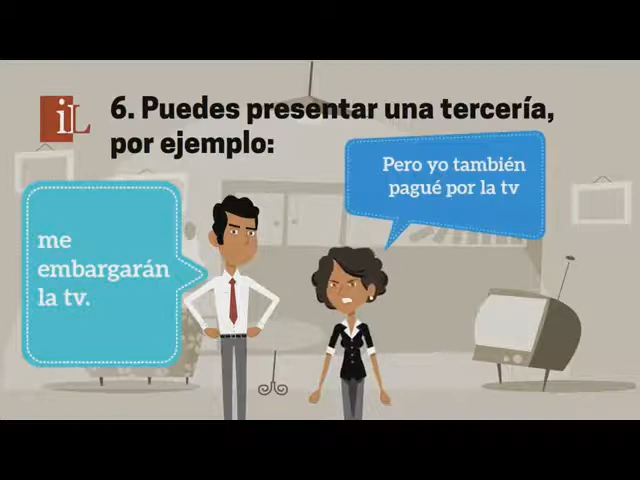 iL
6. Puedes presentar una tercería,
por ejemplo:
Pero yo también
pagué por la tv
me
embargarán
la tv.